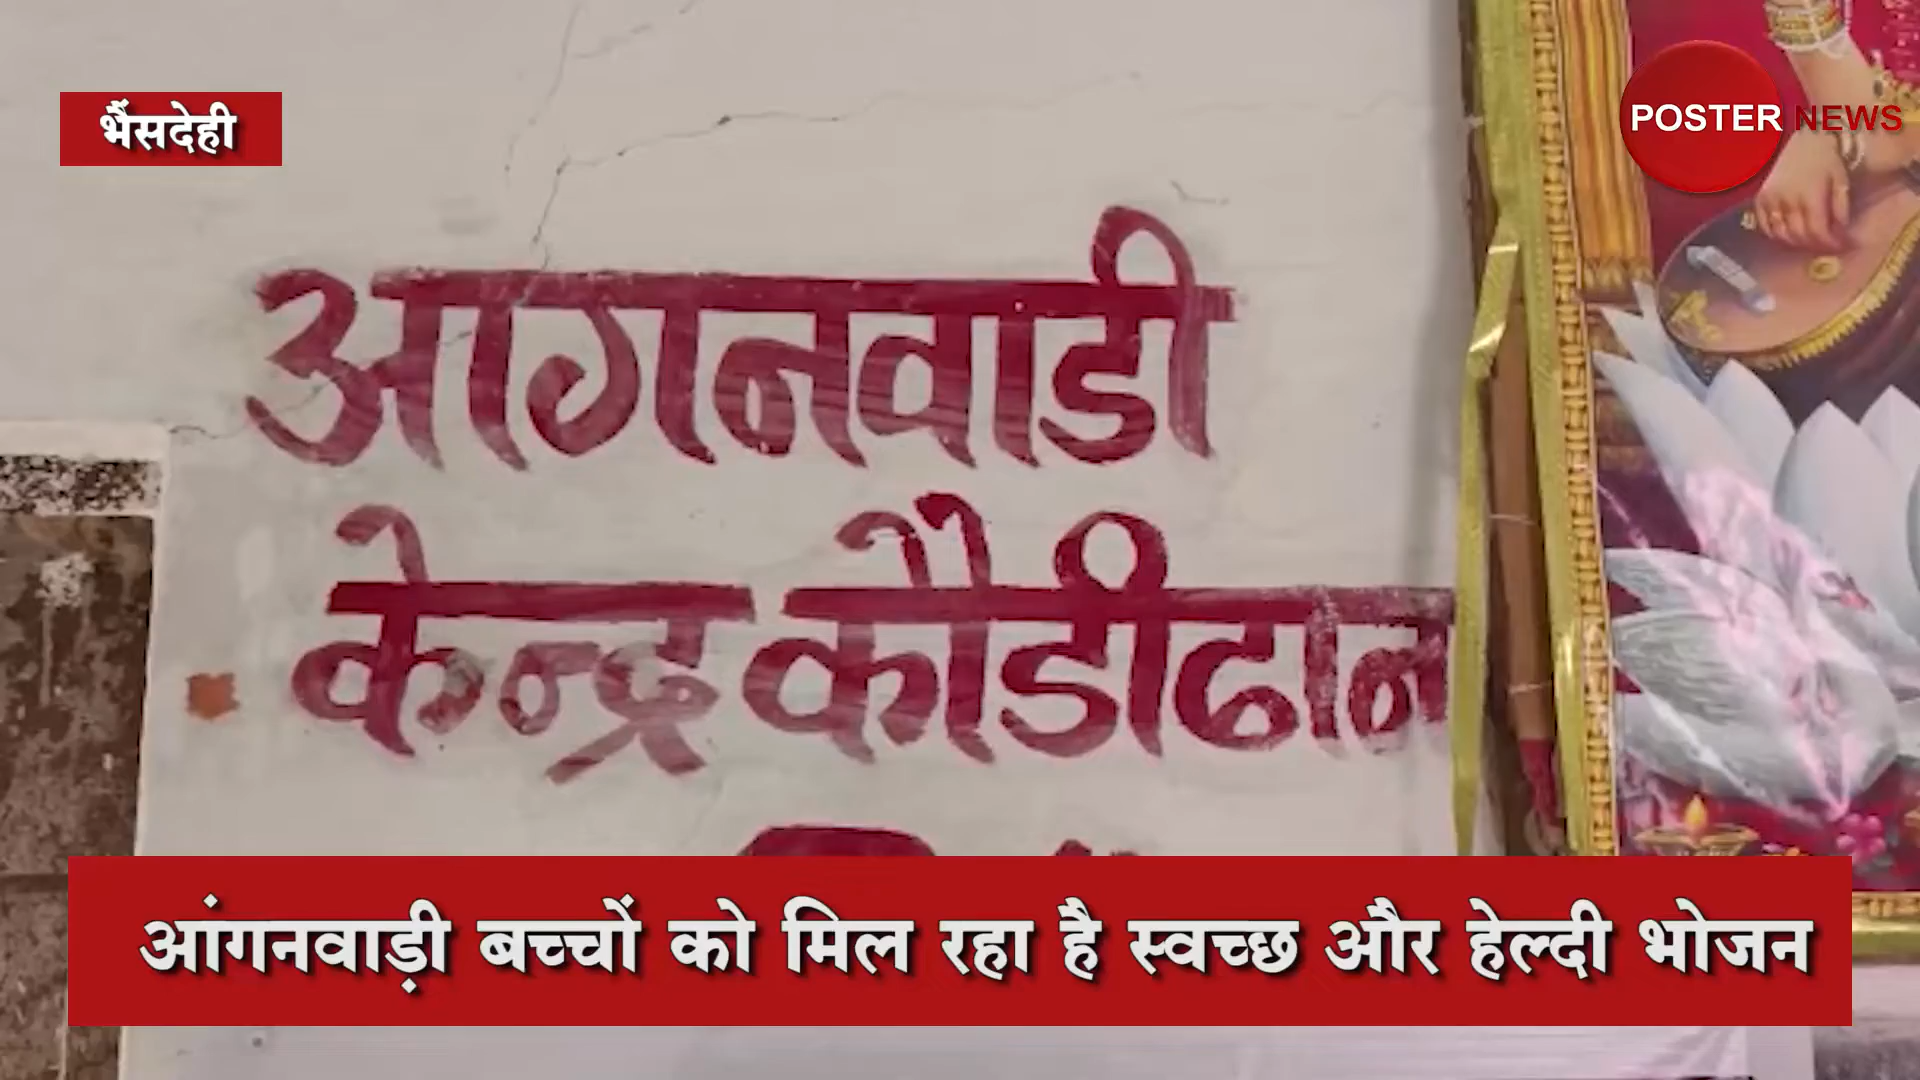 भैंसदेही
POSTER NEWS
आगनवाडी
केन्द्र कौडीढान
आंगनवाड़ी बच्चों को मिल रहा है स्वच्छ और हेल्दी भोजन